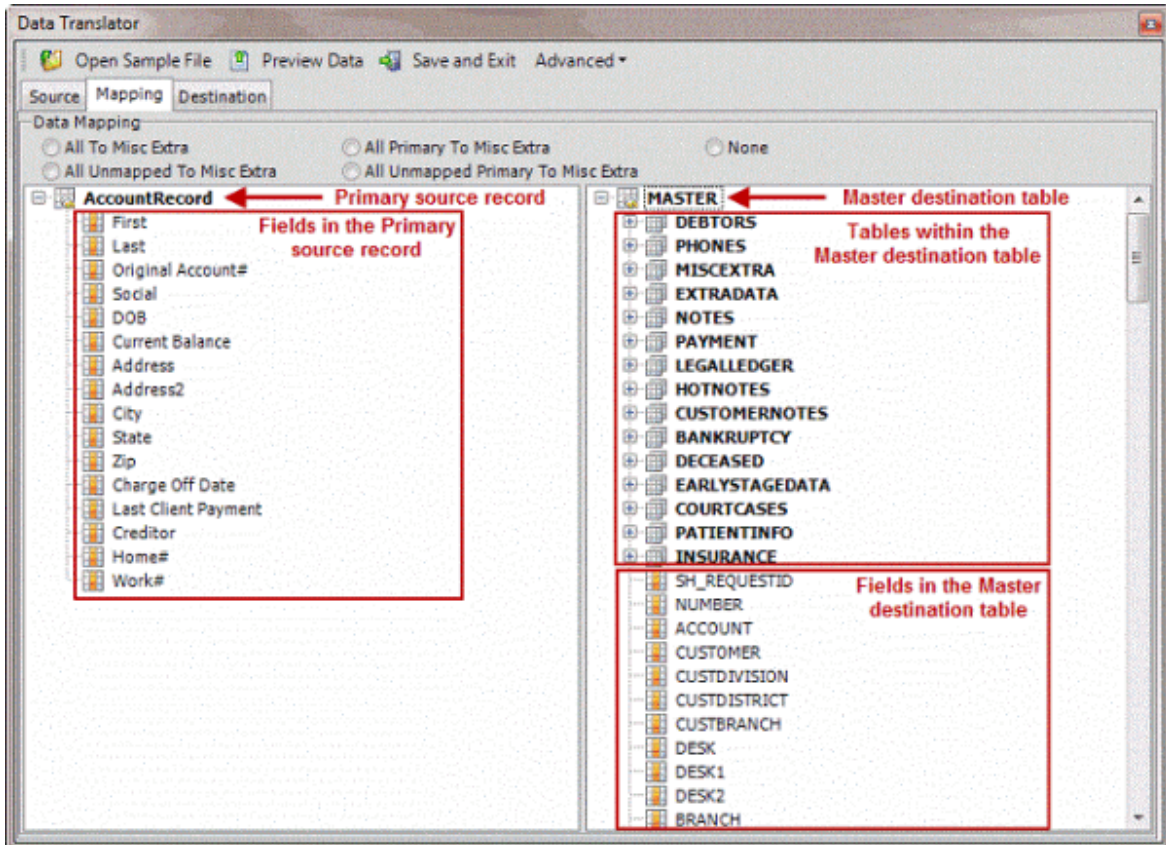 Data Translator
Open Sample File Preview Data Save and Exit Advanced
Source Mapping Destination
Data Mapping
All To Misc Extra All Primary To Misc Extra None
All Unmapped To Misc Extra All Unmapped Primary To Misc Extra
AccountRecord Primary source record
Fields in the Primary
source record
First
Last
Original Account#
Social
DOB
Current Balance
Address
Address2
City
State
Zip
Charge Off Date
Last Client Payment
Creditor
Home#
Work#
MASTER Master destination table
Tables within the
Master destination table
DEBTORS
PHONES
MISCEXTRA
EXTRADATA
NOTES
PAYMENT
LEGALLEDGER
HOTNOTES
CUSTOMERNOTES
BANKRUPTCY
DECEASED
EARLYSTAGEDATA
COURTCASES
PATIENTINFO
INSURANCE
Fields in the Master
destination table
SH_REQUESTID
NUMBER
ACCOUNT
CUSTOMER
CUSTDIVISION
CUSTDISTRICT
CUSTBRANCH
DESK
DESK1
DESK2
BRANCH